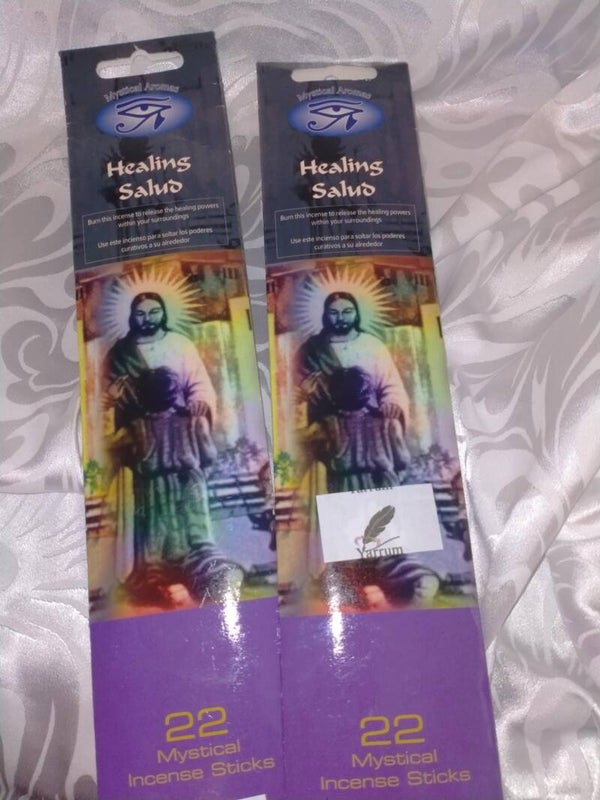 Mystical Aromas
Healing
Salud
Burn this incense to release the healing powers
within your surroundings
Use este incienso para soltar los poderes
curativos a su alrededor
22
Mystical
Incense Sticks
Mystical Aromas
Healing
Salud
Burn this incense to release the healing powers
within your surroundings
Use este incienso para soltar los poderes
curativos a su alrededor
Yarrum
Yarrum
22
Mystical
Incense Sticks